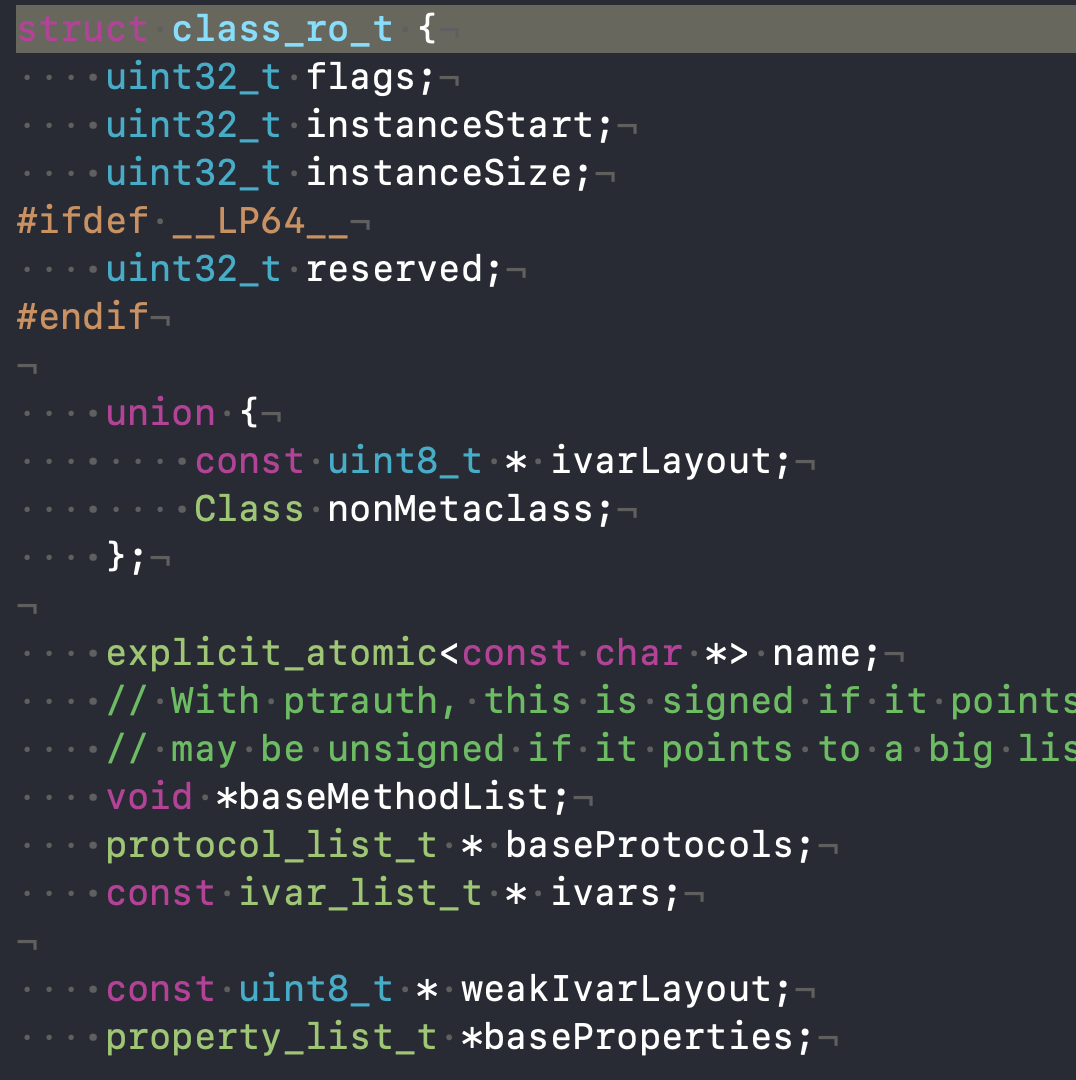 struct class_ro_t {
    uint32_t flags;
    uint32_t instanceStart;
    uint32_t instanceSize;
#ifdef __LP64__
    uint32_t reserved;
#endif

    union {
        const uint8_t * ivarLayout;
        Class nonMetaclass;
    };

    explicit_atomic<const char *> name;
    // With ptrauth, this is signed if it points
    // may be unsigned if it points to a big lis
    void *baseMethodList;
    protocol_list_t * baseProtocols;
    const ivar_list_t * ivars;

    const uint8_t * weakIvarLayout;
    property_list_t *baseProperties;